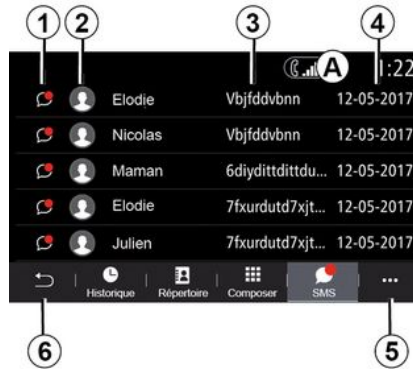 1 2 3 4
A 1:22
Elodie Vbjfddvbnn 12-05-2017
Nicolas Vbjfddvbnn 12-05-2017
Maman 6diydittdittdu... 12-05-2017
Elodie 7fxurdutd7xjt... 12-05-2017
Julien 7fxurdutd7xjt... 12-05-2017
Historique Répertoire Composer SMS ...
6 5